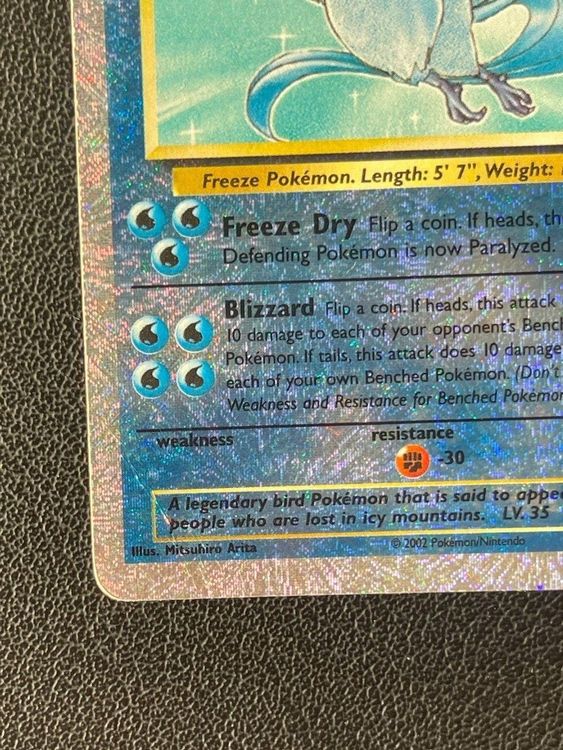 Freeze Pokémon. Length: 5' 7", Weight:
Freeze Dry Flip a coin. If heads, th
Defending Pokémon is now Paralyzed.
Blizzard Flip a coin. If heads, this attack
10 damage to each of your opponent's Bench
Pokémon. If tails, this attack does 10 damage
each of your own Benched Pokémon. (Don't
Weakness and Resistance for Benched Pokémon
weakness
resistance
-30
A legendary bird Pokémon that is said to appe
people who are lost in icy mountains. LV. 35
Illus. Mitsuhiro Arita
© 2002 Pokémon/Nintendo